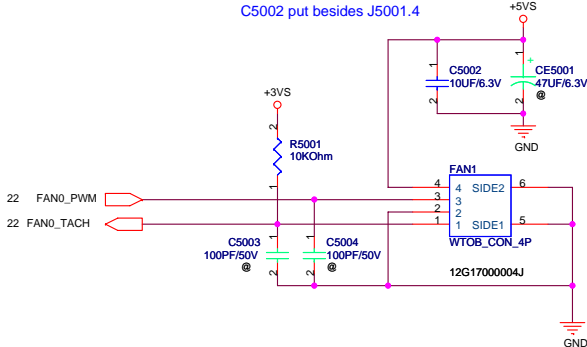 C5002 put besides J5001.4
+5VS
1
1
+
C5002
10UF/6.3V
CE5001
47UF/6.3V
@
2
2
GND
+3VS
2
R5001
10KOhm
1
FAN1
4
4
SIDE2
6
22
FAN0_PWM
3
3
2
2
22
FAN0_TACH
1
1
SIDE1
5
WTOB_CON_4P
1
C5003
100PF/50V
@
2
1
C5004
100PF/50V
@
2
12G17000004J
GND